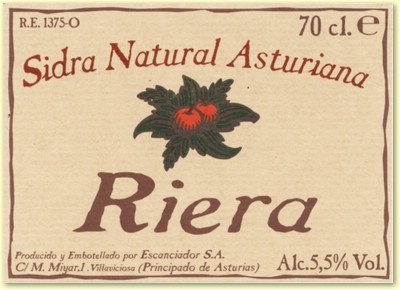 R.E. 1375-O
70 cl. ℮
Sidra Natural Asturiana
Riera
Producido y Embotellado por Escanciador S.A.
C/ M. Miyar,1. Villaviciosa (Principado de Asturias)
Alc.5,5% Vol.